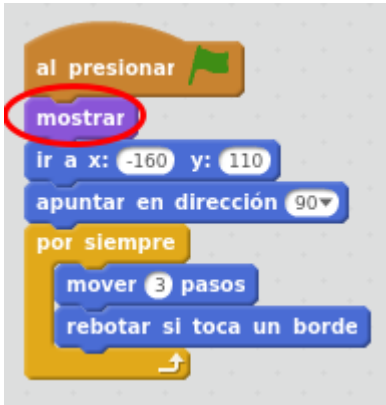 al presionar
mostrar
ir a x: -160 y: 110
apuntar en dirección 90
por siempre
mover 3 pasos
rebotar si toca un borde